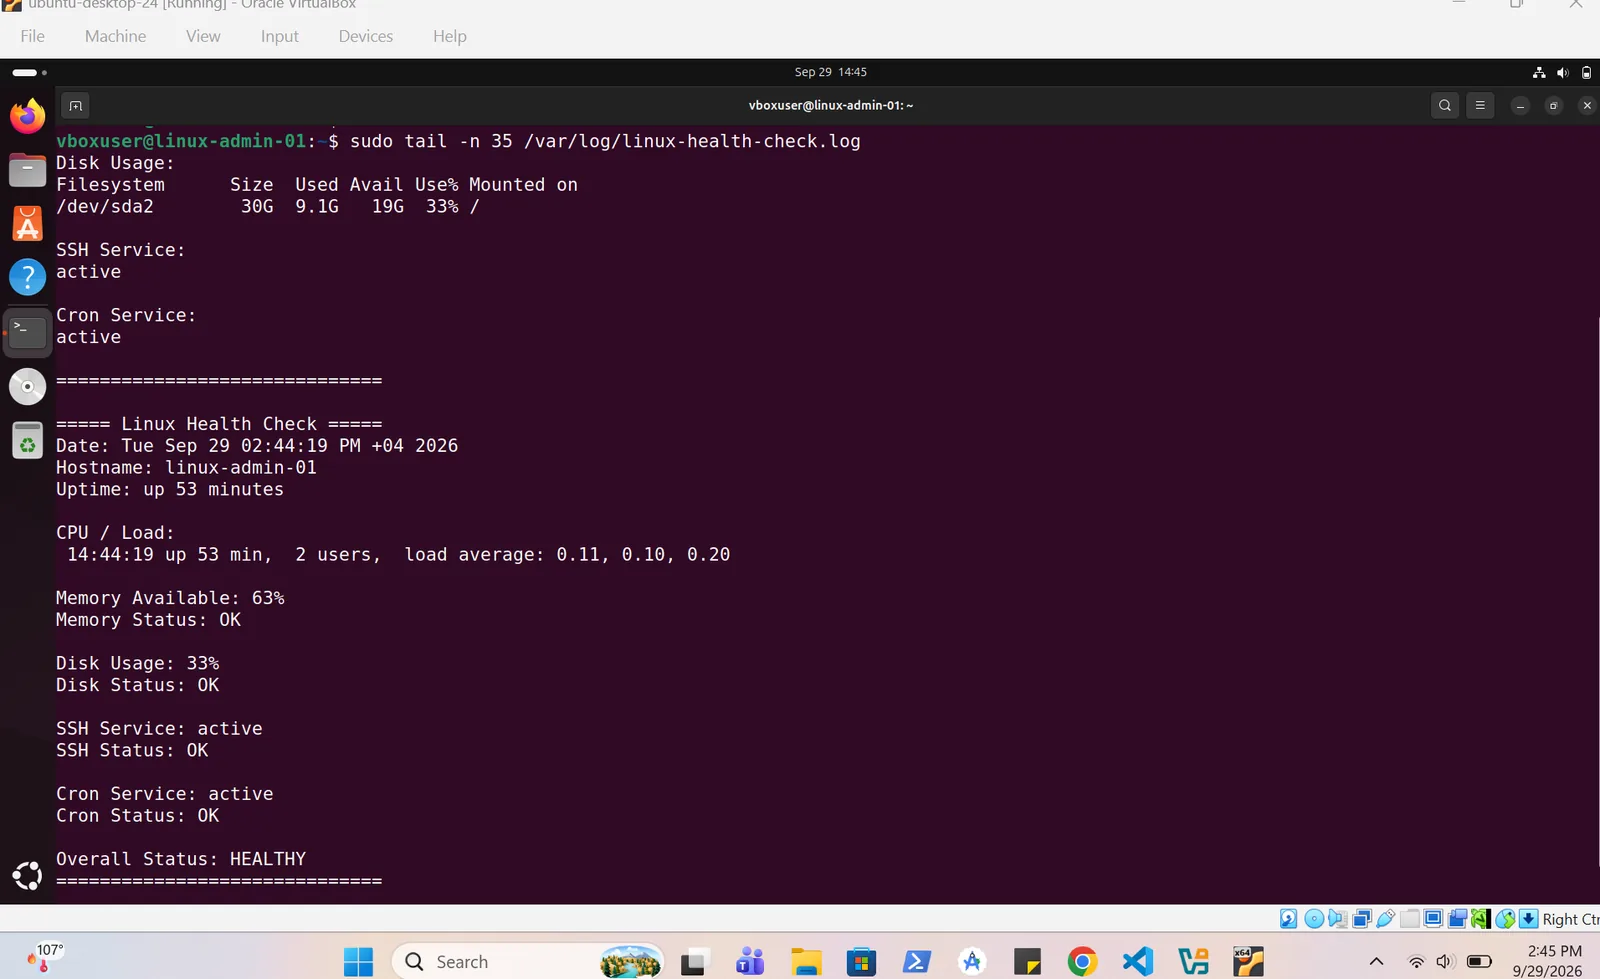 ubuntu-desktop-24 [Running] - Oracle VirtualBox
File Machine View Input Devices Help
Sep 29 14:45
vboxuser@linux-admin-01: ~
vboxuser@linux-admin-01:~$ sudo tail -n 35 /var/log/linux-health-check.log
Disk Usage:
Filesystem      Size  Used Avail Use% Mounted on
/dev/sda2        30G  9.1G   19G  33% /
SSH Service:
active
Cron Service:
active
==============================
===== Linux Health Check =====
Date: Tue Sep 29 02:44:19 PM +04 2026
Hostname: linux-admin-01
Uptime: up 53 minutes
CPU / Load:
 14:44:19 up 53 min,  2 users,  load average: 0.11, 0.10, 0.20
Memory Available: 63%
Memory Status: OK
Disk Usage: 33%
Disk Status: OK
SSH Service: active
SSH Status: OK
Cron Service: active
Cron Status: OK
Overall Status: HEALTHY
==============================
Right Ctr
107°
Search
x64
2:45 PM
9/29/2026